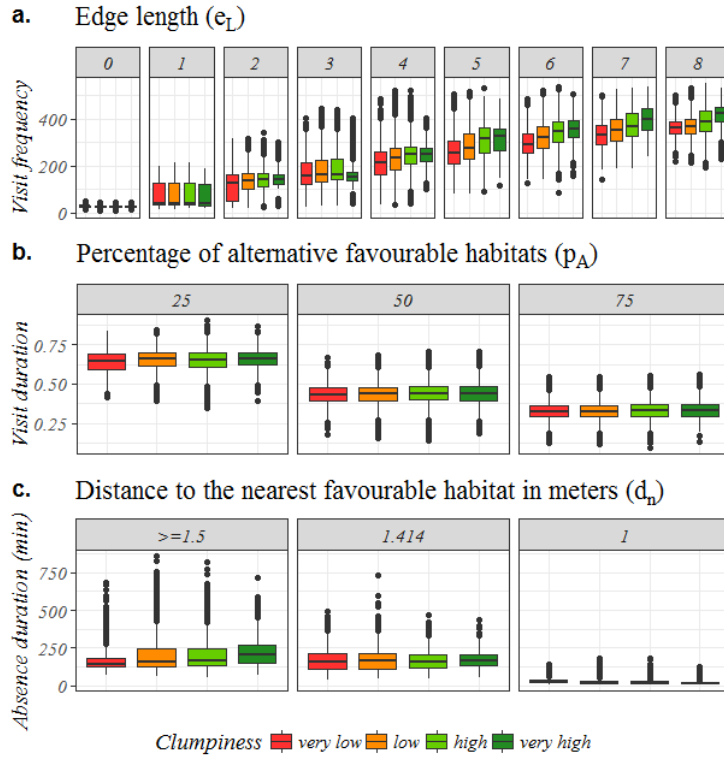 a. Edge length (e_L)
0 1 2 3 4 5 6 7 8
Visit frequency
400
200
0
b. Percentage of alternative favourable habitats (p_A)
25 50 75
Visit duration
0.75
0.50
0.25
c. Distance to the nearest favourable habitat in meters (d_n)
>=1.5 1.414 1
Absence duration (min)
750
500
250
0
Clumpiness very low low high very high